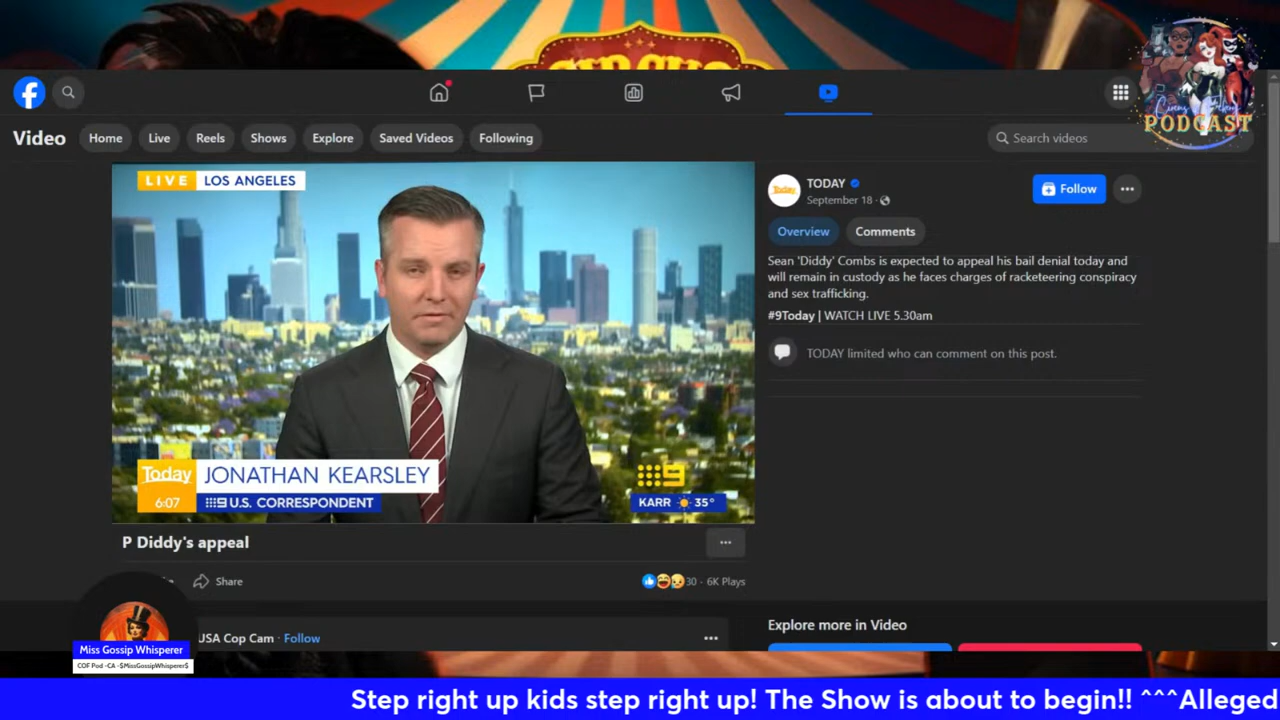 PODCAST
Video
Home
Live
Reels
Shows
Explore
Saved Videos
Following
Search videos
LIVE LOS ANGELES
Today
JONATHAN KEARSLEY
6:07
9 U.S. CORRESPONDENT
9
KARR 35°
TODAY
September 18
Follow
Overview
Comments
Sean 'Diddy' Combs is expected to appeal his bail denial today and
will remain in custody as he faces charges of racketeering conspiracy
and sex trafficking.
#9Today | WATCH LIVE 5.30am
TODAY limited who can comment on this post.
P Diddy's appeal
Share
30 · 6K Plays
USA Cop Cam · Follow
Explore more in Video
Miss Gossip Whisperer
COF Pod -CA -$MissGossipWhisperer$
Step right up kids step right up! The Show is about to begin!! ^^^Alleged